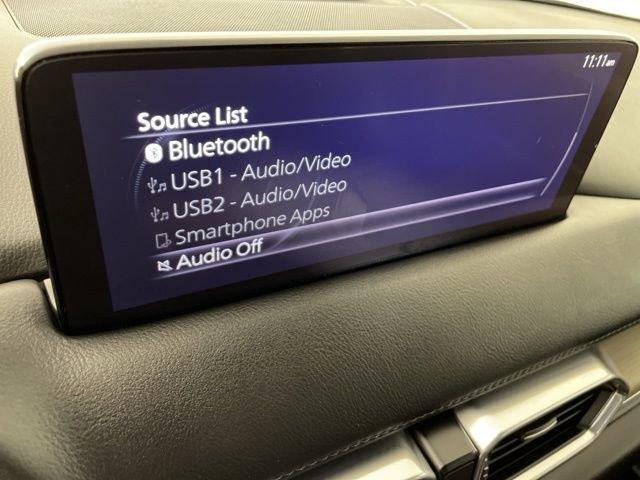 11:11am
Source List
Bluetooth
USB1 - Audio/Video
USB2 - Audio/Video
Smartphone Apps
Audio Off